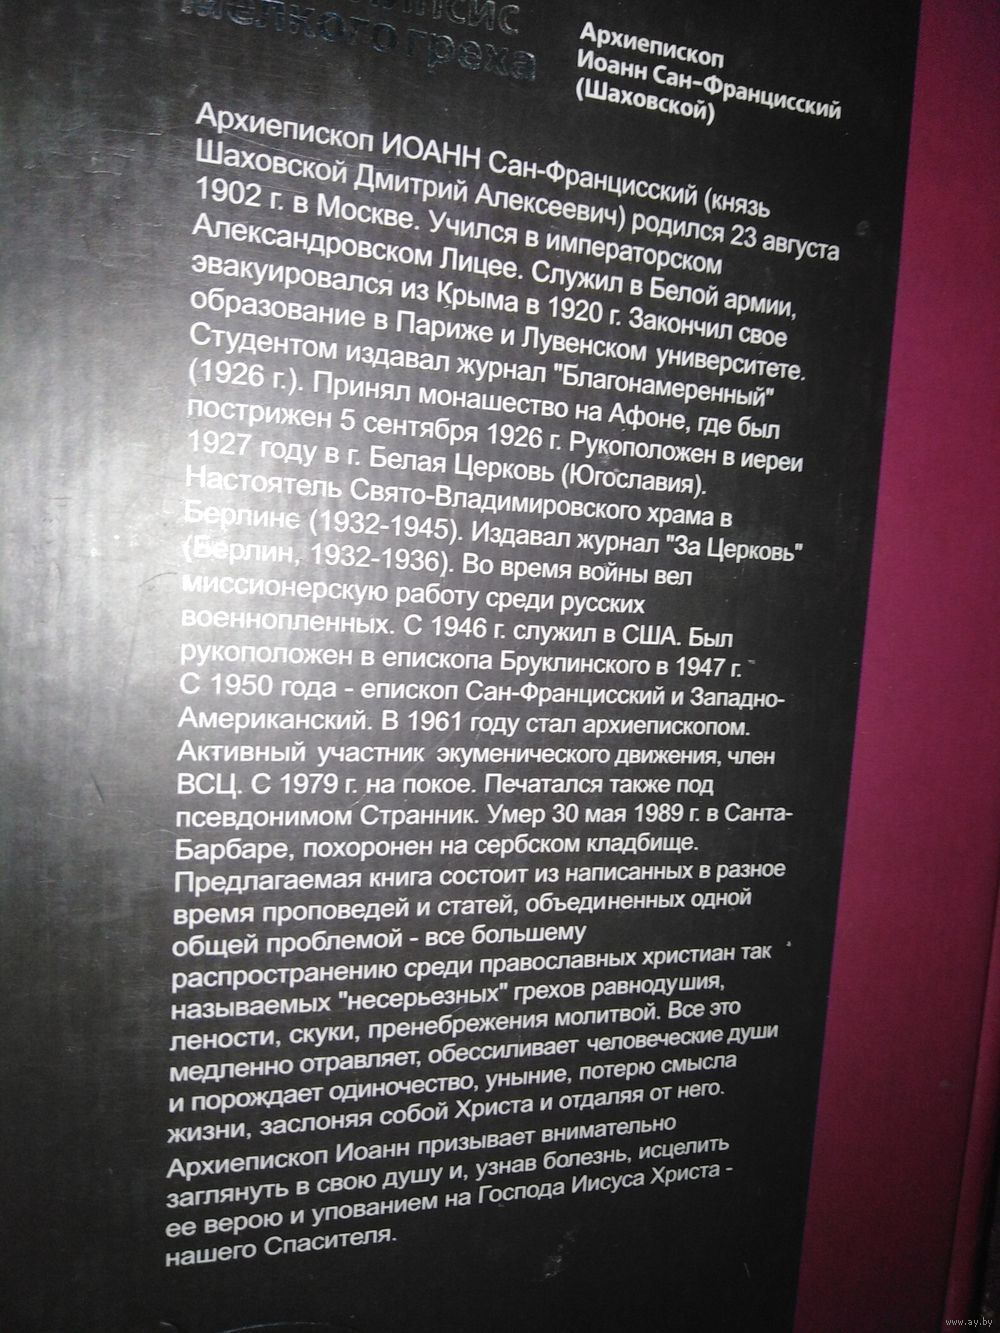 мелкого греха
Архиепископ
Иоанн Сан-Францисский
(Шаховской)
Архиепископ ИОАНН Сан-Францисский (князь
Шаховской Дмитрий Алексеевич) родился 23 августа
1902 г. в Москве. Учился в императорском
Александровском Лицее. Служил в Белой армии,
эвакуировался из Крыма в 1920 г. Закончил свое
образование в Париже и Лувенском университете.
Студентом издавал журнал "Благонамеренный"
(1926 г.). Принял монашество на Афоне, где был
пострижен 5 сентября 1926 г. Рукоположен в иереи
1927 году в г. Белая Церковь (Югославия).
Настоятель Свято-Владимировского храма в
Берлине (1932-1945). Издавал журнал "За Церковь"
(Берлин, 1932-1936). Во время войны вел
миссионерскую работу среди русских
военнопленных. С 1946 г. служил в США. Был
рукоположен в епископа Бруклинского в 1947 г.
С 1950 года - епископ Сан-Францисский и Западно-
Американский. В 1961 году стал архиепископом.
Активный участник экуменического движения, член
ВСЦ. С 1979 г. на покое. Печатался также под
псевдонимом Странник. Умер 30 мая 1989 г. в Санта-
Барбаре, похоронен на сербском кладбище.
Предлагаемая книга состоит из написанных в разное
время проповедей и статей, объединенных одной
общей проблемой - все большему
распространению среди православных христиан так
называемых "несерьезных" грехов равнодушия,
лености, скуки, пренебрежения молитвой. Все это
медленно отравляет, обессиливает человеческие души
и порождает одиночество, уныние, потерю смысла
жизни, заслоняя собой Христа и отдаляя от него.
Архиепископ Иоанн призывает внимательно
заглянуть в свою душу и, узнав болезнь, исцелить
ее верою и упованием на Господа Иисуса Христа -
нашего Спасителя.
www.ay.by